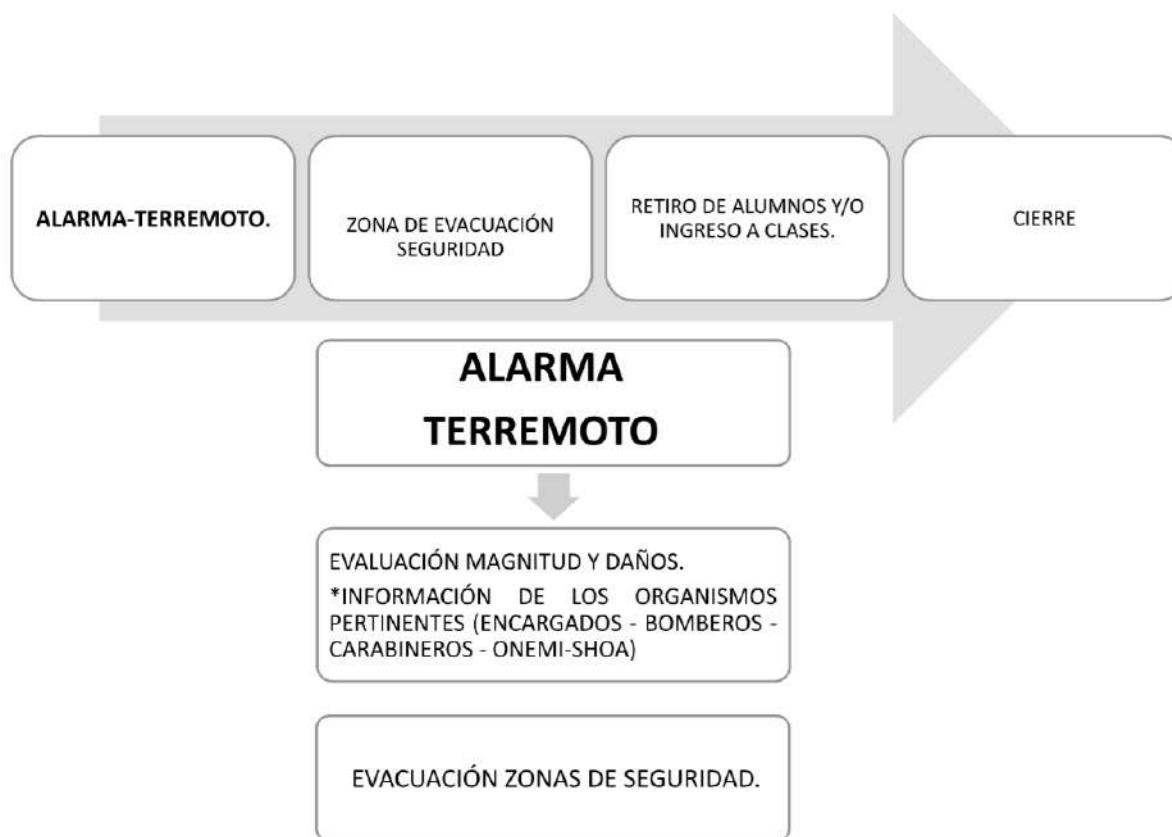 ALARMA-TERREMOTO.
ZONA DE EVACUACIÓN
SEGURIDAD
RETIRO DE ALUMNOS Y/O
INGRESO A CLASES.
CIERRE
ALARMA
TERREMOTO
EVALUACIÓN MAGNITUD Y DAÑOS.
*INFORMACIÓN DE LOS ORGANISMOS
PERTINENTES (ENCARGADOS - BOMBEROS -
CARABINEROS - ONEMI-SHOA)
EVACUACIÓN ZONAS DE SEGURIDAD.